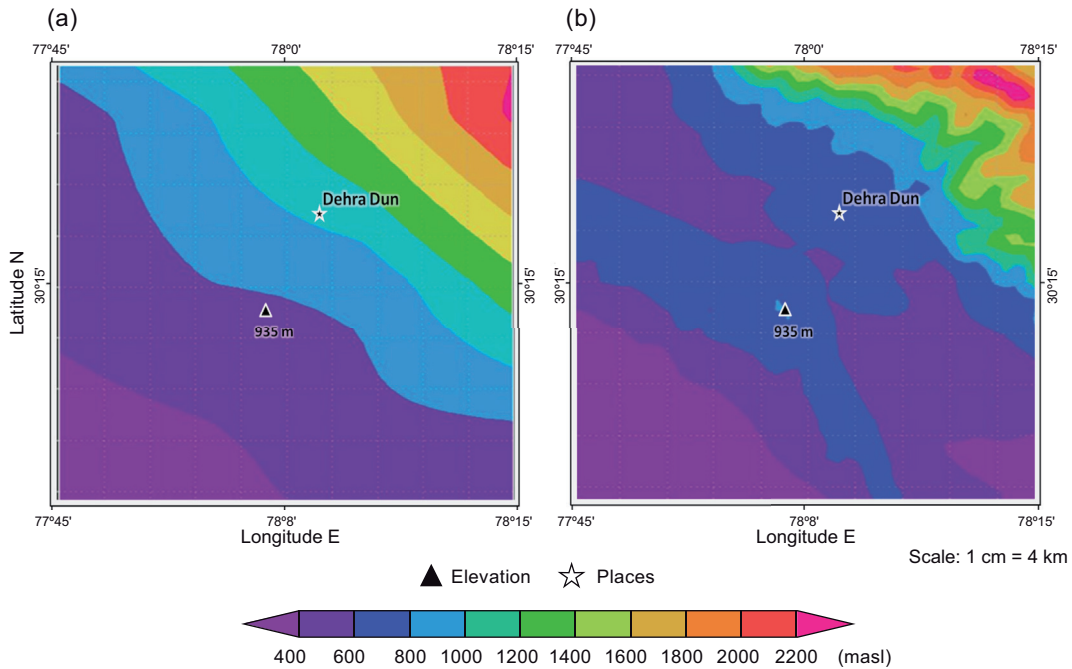 (a)
(b)
77°45' 78°0' 78°15'
77°45' 78°0' 78°15'
Dehra Dun
Dehra Dun
Latitude N
30°15'
30°15'
30°15'
30°15'
935 m
935 m
77°45' 78°8' 78°15'
77°45' 78°8' 78°15'
Longitude E
Longitude E
Scale: 1 cm = 4 km
Elevation Places
400 600 800 1000 1200 1400 1600 1800 2000 2200 (masl)